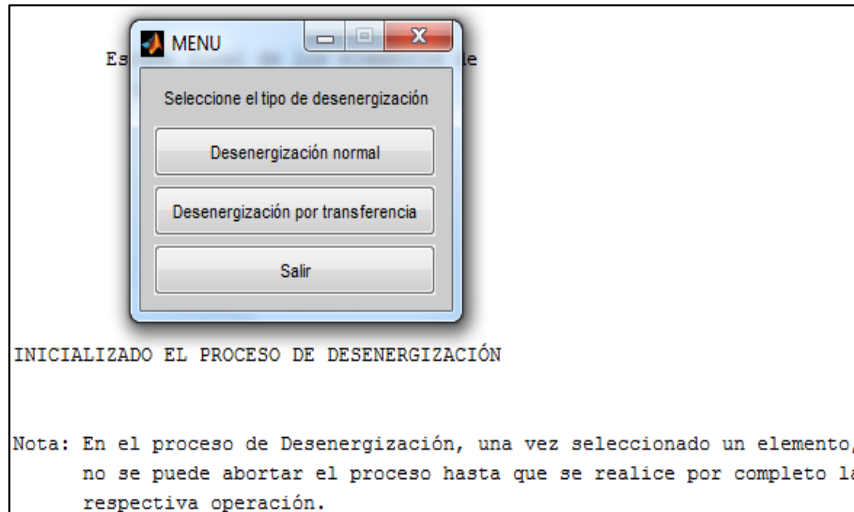 MENU
Es
le
Seleccione el tipo de desenergización
Desenergización normal
Desenergización por transferencia
Salir
INICIALIZADO EL PROCESO DE DESENERGIZACIÓN
Nota: En el proceso de Desenergización, una vez seleccionado un elemento,
no se puede abortar el proceso hasta que se realice por completo la
respectiva operación.